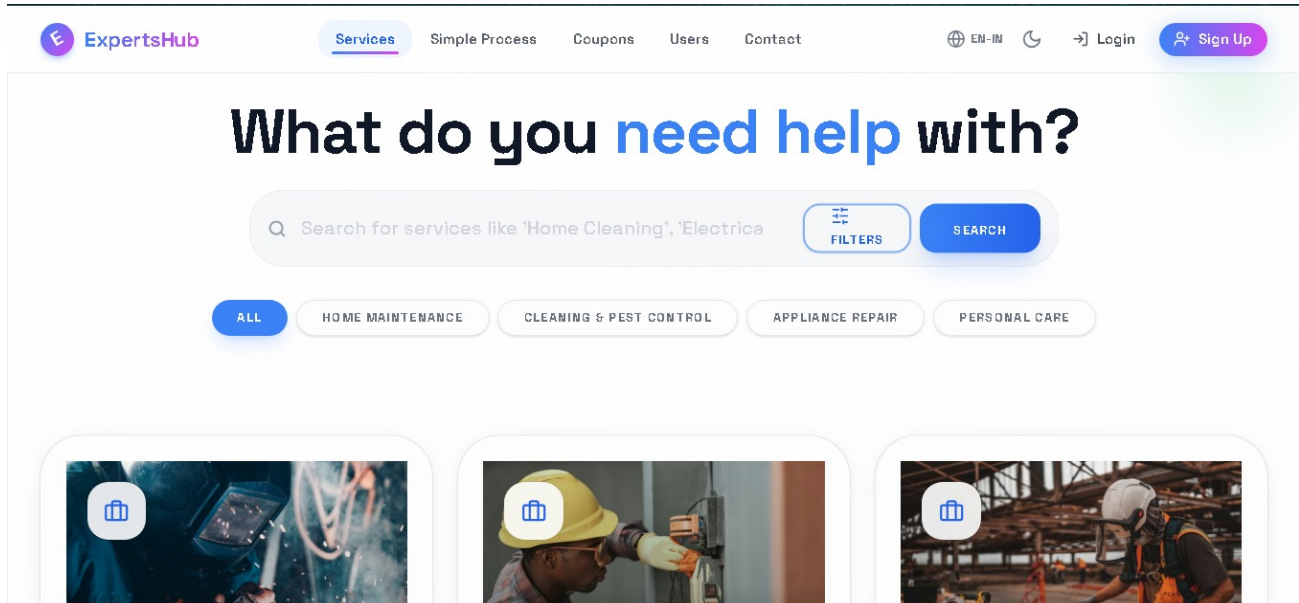 E ExpertsHub Services Simple Process Coupons Users Contact EN-IN Login Sign Up
What do you need help with?
Search for services like 'Home Cleaning', 'Electrica
FILTERS
SEARCH
ALL HOME MAINTENANCE CLEANING & PEST CONTROL APPLIANCE REPAIR PERSONAL CARE